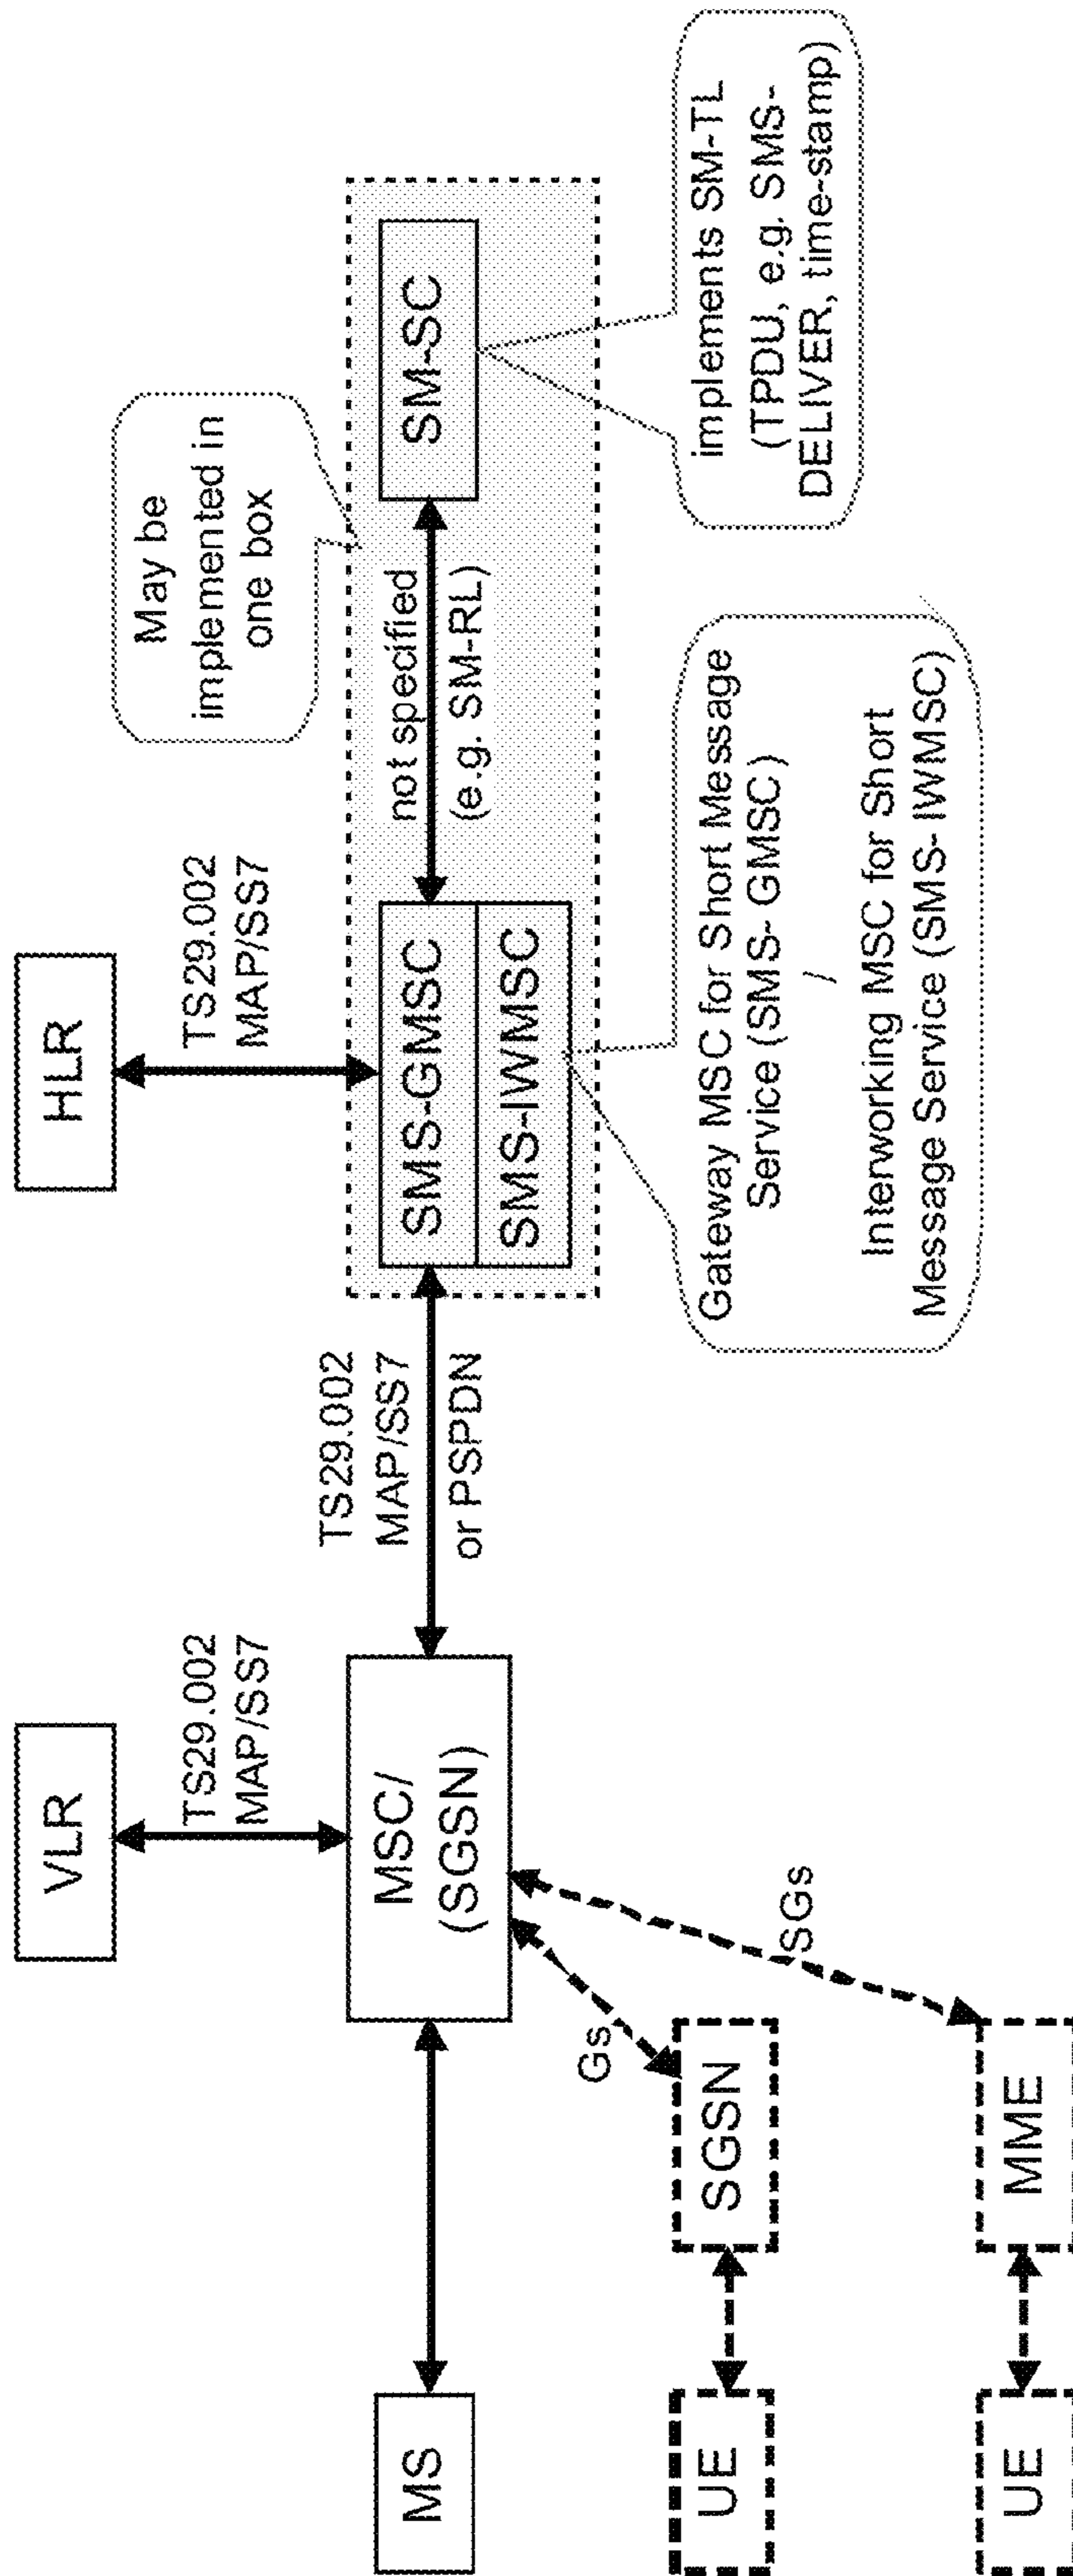 VLR
HLR
TS29.002
MAP/SS7
TS29.002
MAP/SS7
May be
implemented in
one box
MS
MSC/
(SGSN)
TS29.002
MAP/SS7
or PSPDN
SMS-GMSC
SMS-IWMSC
not specified
(e.g. SM-RL)
SM-SC
Gs
SGs
UE
SGSN
UE
MME
Gateway MSC for Short Message
Service (SMS- GMSC)
/
Interworking MSC for Short
Message Service (SMS- IWMSC)
implements SM-TL
(TPDU, e.g. SMS-
DELIVER, time-stamp)